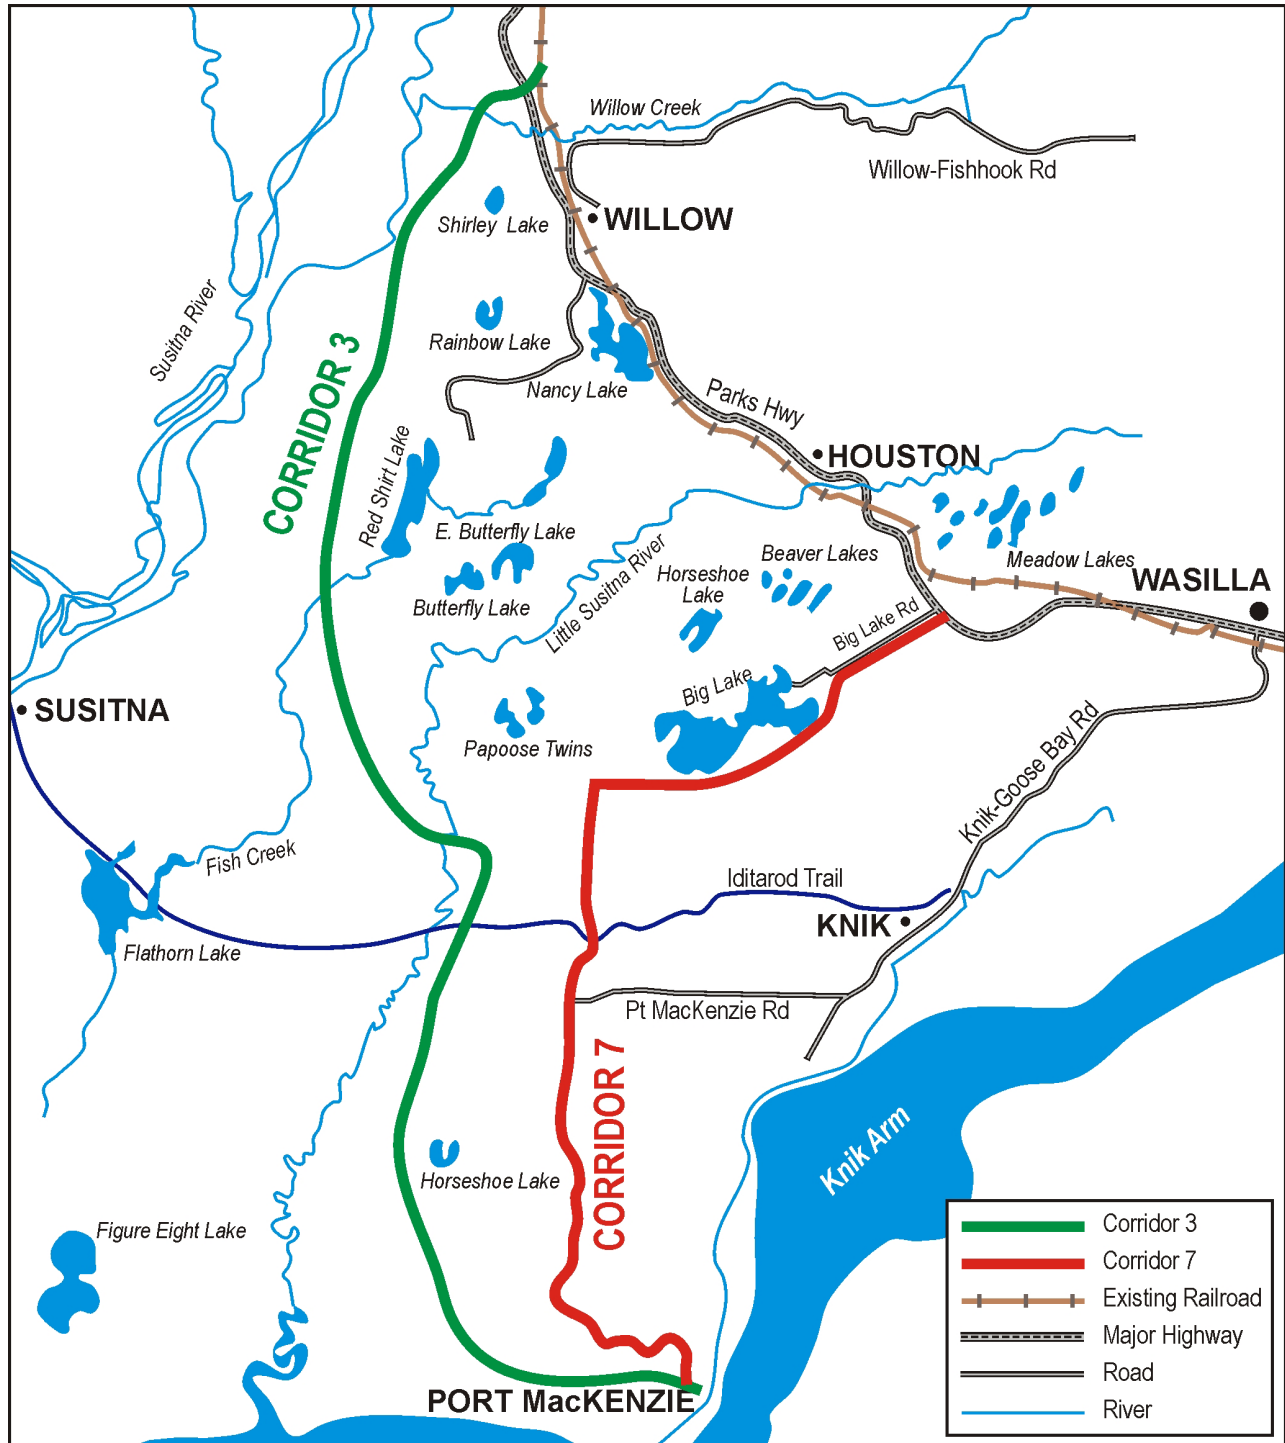 Willow Creek
Willow-Fishhook Rd
WILLOW
Shirley Lake
Susitna River
Rainbow Lake
CORRIDOR 3
Nancy Lake
Parks Hwy
HOUSTON
Red Shirt Lake
E. Butterfly Lake
Butterfly Lake
Little Susitna River
Horseshoe
Lake
Beaver Lakes
Meadow Lakes
WASILLA
Big Lake Rd
Big Lake
SUSITNA
Papoose Twins
Knik-Goose Bay Rd
Fish Creek
Iditarod Trail
KNIK
Flathorn Lake
Pt MacKenzie Rd
CORRIDOR 7
Knik Arm
Horseshoe Lake
Figure Eight Lake
PORT MacKENZIE
Corridor 3
Corridor 7
Existing Railroad
Major Highway
Road
River